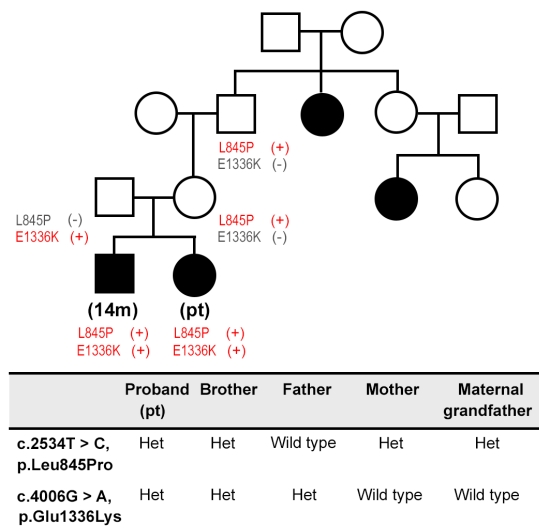 L845P (+)
E1336K (-)
L845P (-)
E1336K (+)
L845P (+)
E1336K (-)
(14m) (pt)
L845P (+) L845P (+)
E1336K (+) E1336K (+)
Proband Brother Father Mother Maternal
(pt) grandfather
c.2534T > C, Het Het Wild type Het Het
p.Leu845Pro
c.4006G > A, Het Het Het Wild type Wild type
p.Glu1336Lys